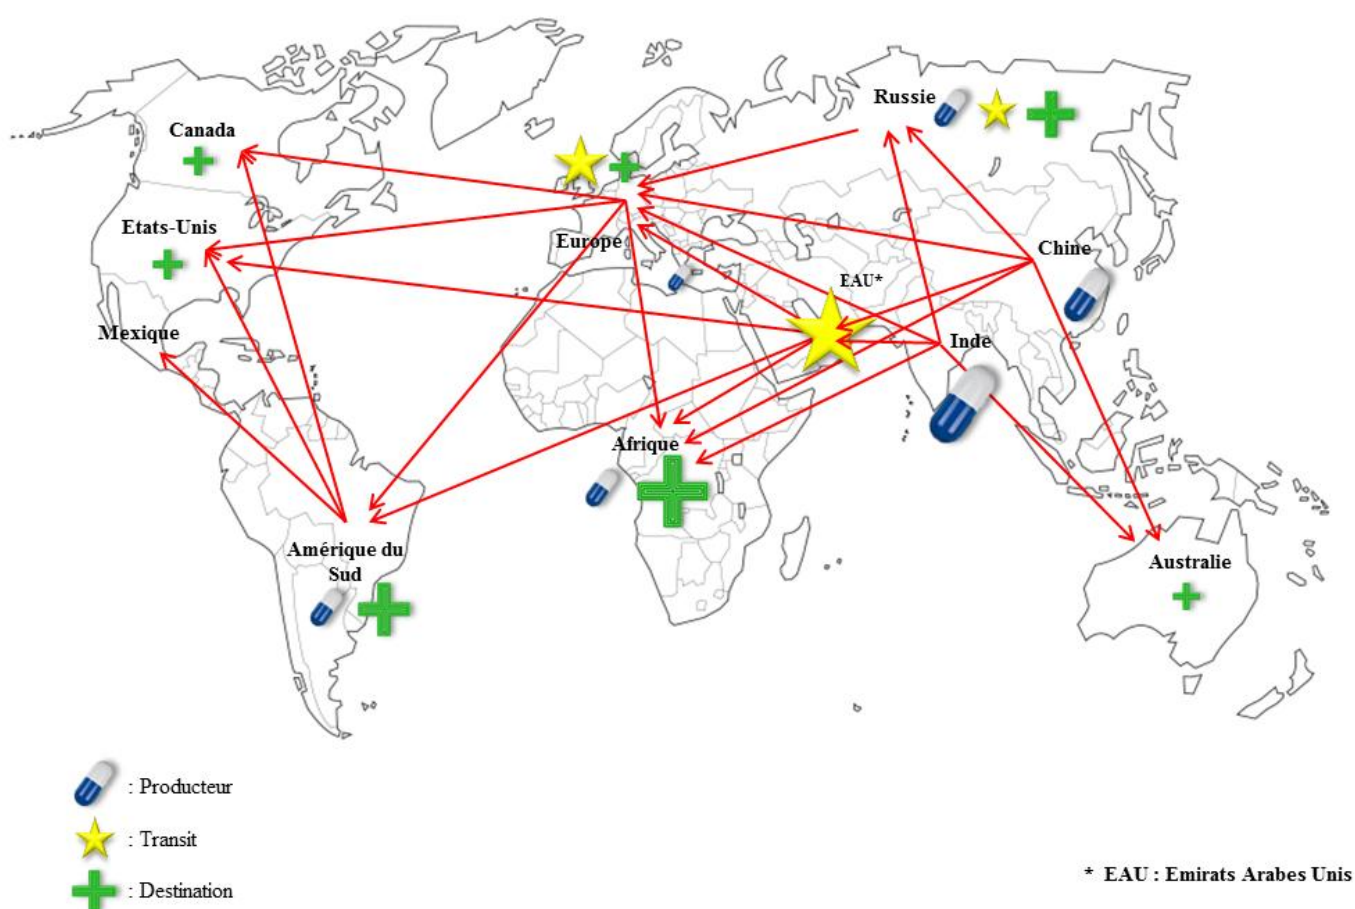 Russie
Canada
Etats-Unis
Europe
Chine
EAU*
Mexique
Inde
Afrique
Amérique du
Sud
Australie
: Producteur
: Transit
: Destination
* EAU : Emirats Arabes Unis